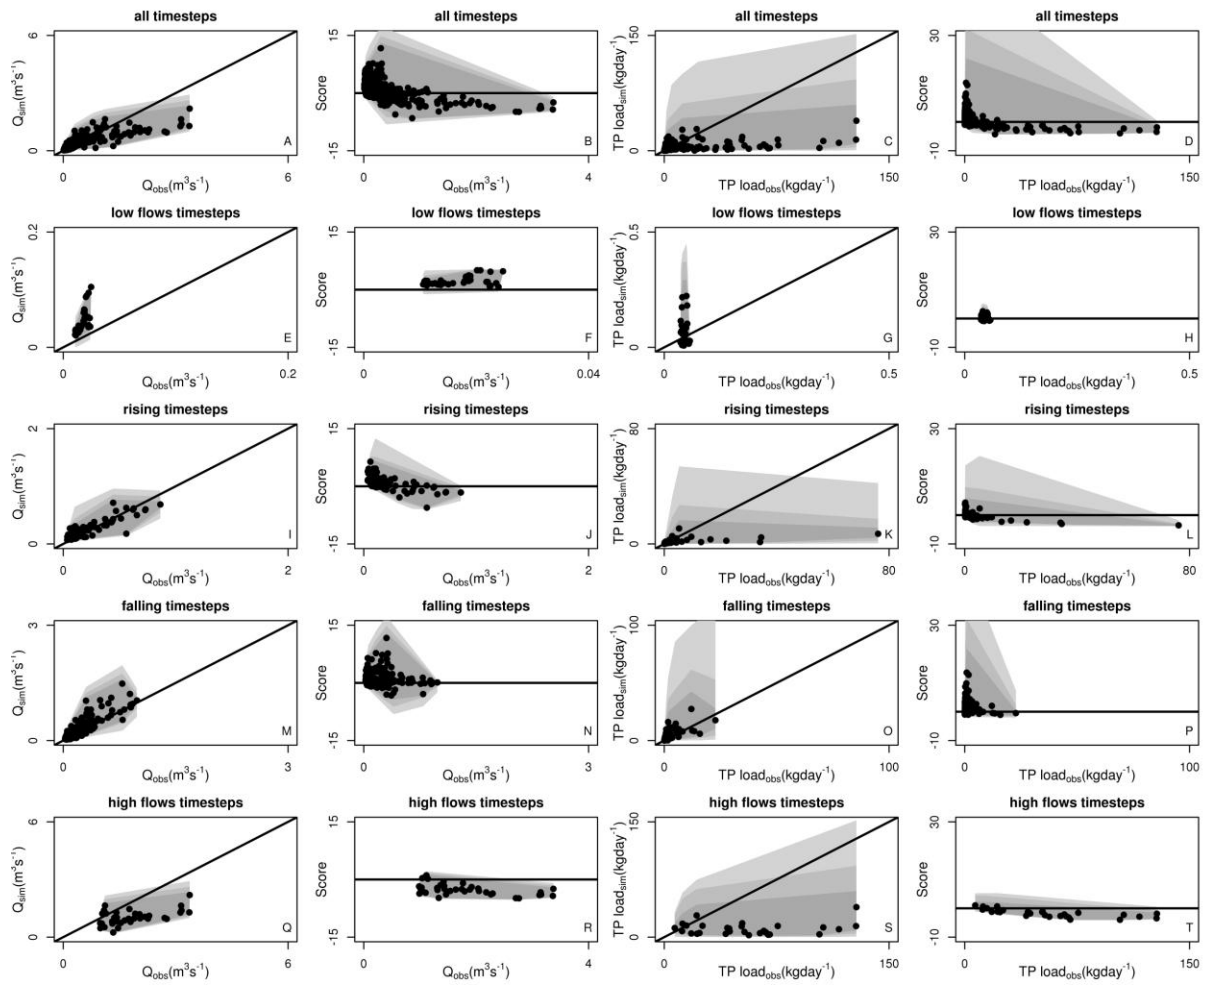 all timesteps
all timesteps
all timesteps
all timesteps
Qsim(m³s⁻¹) 6 0 0 6 Qobs(m³s⁻¹) A
Score 15 -15 0 4 Qobs(m³s⁻¹) B
TP loadsim(kgday⁻¹) 150 0 0 150 TP loadobs(kgday⁻¹) C
Score 30 -10 0 150 TP loadobs(kgday⁻¹) D
low flows timesteps
low flows timesteps
low flows timesteps
low flows timesteps
Qsim(m³s⁻¹) 0.2 0 0 0.2 Qobs(m³s⁻¹) E
Score 15 -15 0 0.04 Qobs(m³s⁻¹) F
TP loadsim(kgday⁻¹) 0.5 0 0 0.5 TP loadobs(kgday⁻¹) G
Score 30 -10 0 0.5 TP loadobs(kgday⁻¹) H
rising timesteps
rising timesteps
rising timesteps
rising timesteps
Qsim(m³s⁻¹) 2 0 0 2 Qobs(m³s⁻¹) I
Score 15 -15 0 2 Qobs(m³s⁻¹) J
TP loadsim(kgday⁻¹) 80 0 0 80 TP loadobs(kgday⁻¹) K
Score 30 -10 0 80 TP loadobs(kgday⁻¹) L
falling timesteps
falling timesteps
falling timesteps
falling timesteps
Qsim(m³s⁻¹) 3 0 0 3 Qobs(m³s⁻¹) M
Score 15 -15 0 3 Qobs(m³s⁻¹) N
TP loadsim(kgday⁻¹) 100 0 0 100 TP loadobs(kgday⁻¹) O
Score 30 -10 0 100 TP loadobs(kgday⁻¹) P
high flows timesteps
high flows timesteps
high flows timesteps
high flows timesteps
Qsim(m³s⁻¹) 6 0 0 6 Qobs(m³s⁻¹) Q
Score 15 -15 0 4 Qobs(m³s⁻¹) R
TP loadsim(kgday⁻¹) 150 0 0 150 TP loadobs(kgday⁻¹) S
Score 30 -10 0 150 TP loadobs(kgday⁻¹) T